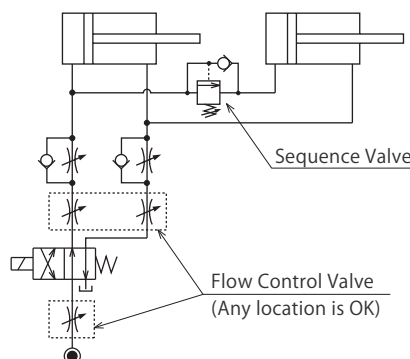 Sequence Valve
Flow Control Valve
(Any location is OK)